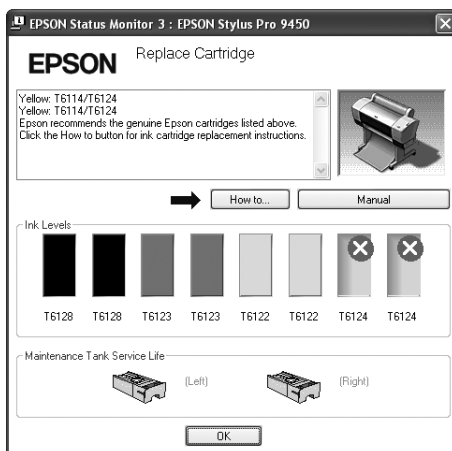 EPSON Status Monitor 3 : EPSON Stylus Pro 9450
EPSON
Replace Cartridge
Yellow: T6114/T6124
Yellow: T6114/T6124
Epson recommends the genuine Epson cartridges listed above.
Click the How to button for ink cartridge replacement instructions.
How to...
Manual
Ink Levels
T6128 T6128 T6123 T6123 T6122 T6122 T6124 T6124
Maintenance Tank Service Life
(Left)
(Right)
OK